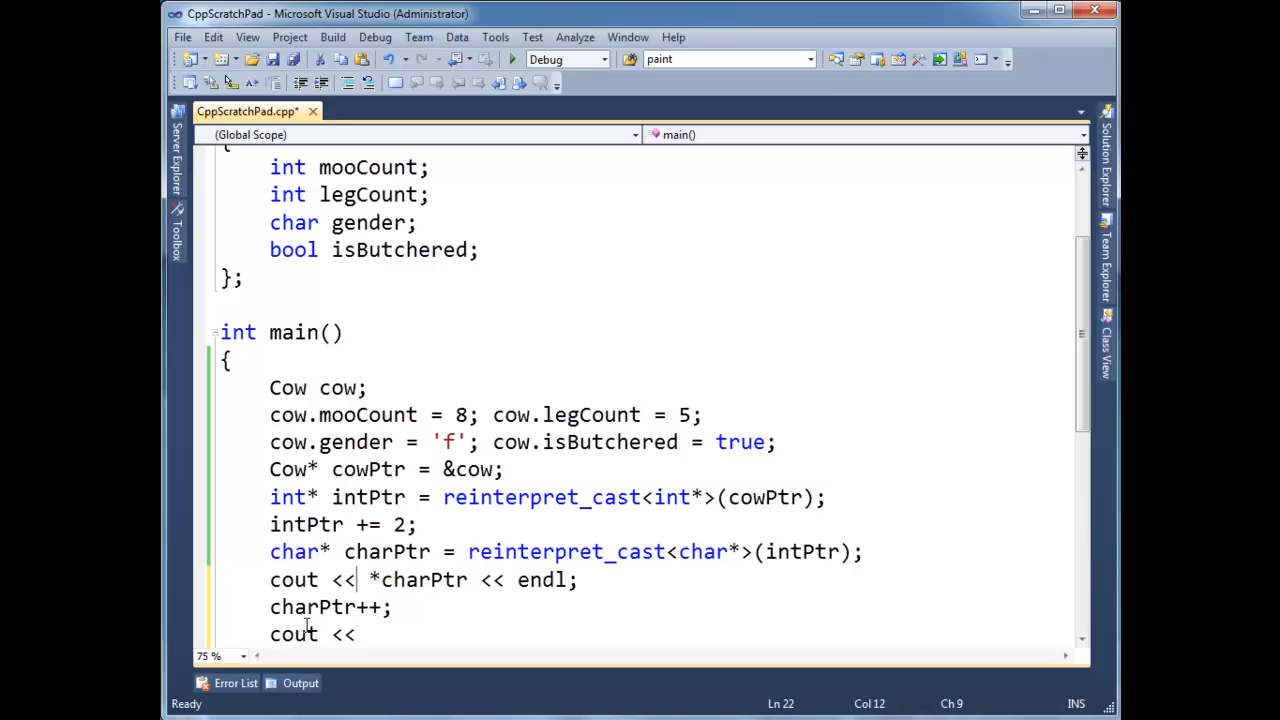 CppScratchPad - Microsoft Visual Studio (Administrator)
File Edit View Project Build Debug Team Data Tools Test Analyze Window Help
Debug paint
CppScratchPad.cpp*
(Global Scope) main()
{
int mooCount;
int legCount;
char gender;
bool isButchered;
};
int main()
{
Cow cow;
cow.mooCount = 8; cow.legCount = 5;
cow.gender = 'f'; cow.isButchered = true;
Cow* cowPtr = &cow;
int* intPtr = reinterpret_cast<int*>(cowPtr);
intPtr += 2;
char* charPtr = reinterpret_cast<char*>(intPtr);
cout << *charPtr << endl;
charPtr++;
cout <<
75 %
Error List Output
Ready Ln 22 Col 12 Ch 9 INS
Server Explorer
Toolbox
Solution Explorer
Team Explorer
Class View